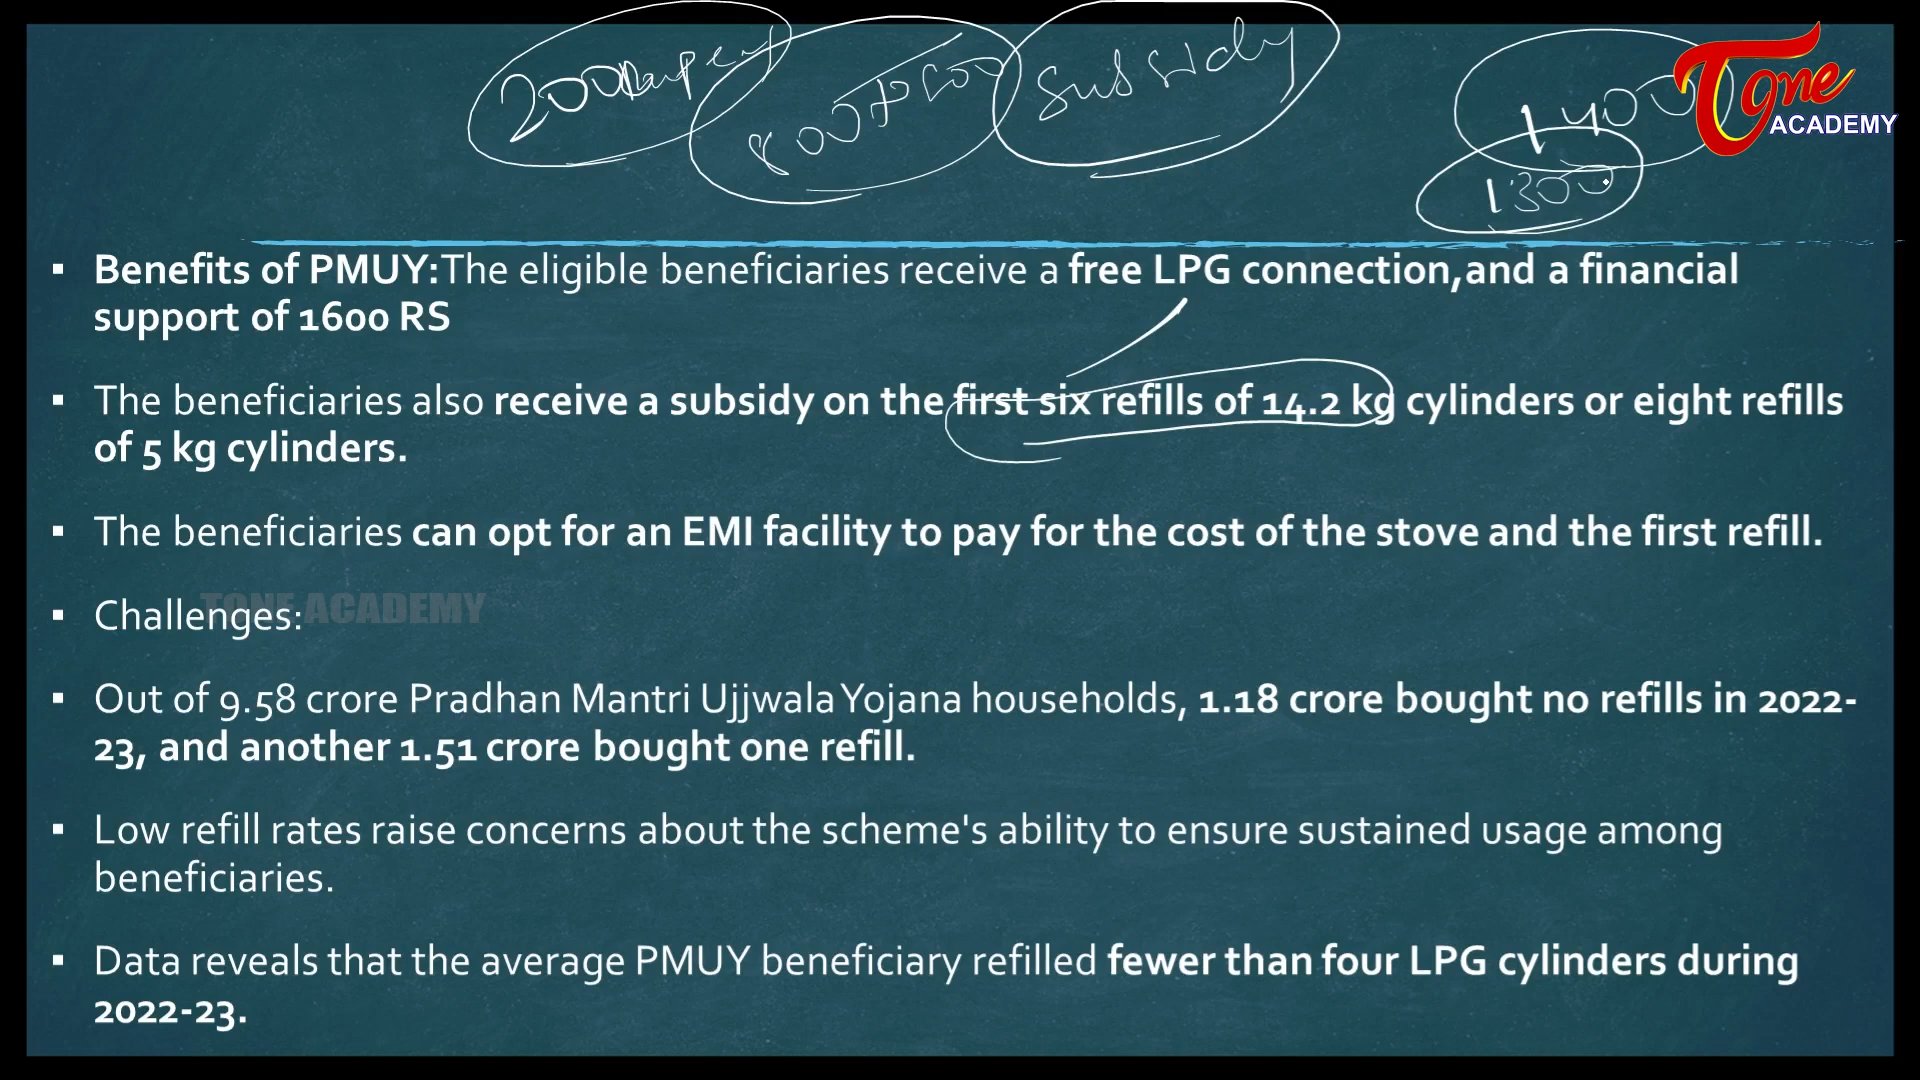 200 Rupees
800 + 200
Subsidy
1400
1300
Tone
ACADEMY
▪ Benefits of PMUY:The eligible beneficiaries receive a free LPG connection,and a financial
support of 1600 RS
▪ The beneficiaries also receive a subsidy on the first six refills of 14.2 kg cylinders or eight refills
of 5 kg cylinders.
▪ The beneficiaries can opt for an EMI facility to pay for the cost of the stove and the first refill.
TONE ACADEMY
▪ Challenges:
▪ Out of 9.58 crore Pradhan Mantri Ujjwala Yojana households, 1.18 crore bought no refills in 2022-
23, and another 1.51 crore bought one refill.
▪ Low refill rates raise concerns about the scheme's ability to ensure sustained usage among
beneficiaries.
▪ Data reveals that the average PMUY beneficiary refilled fewer than four LPG cylinders during
2022-23.